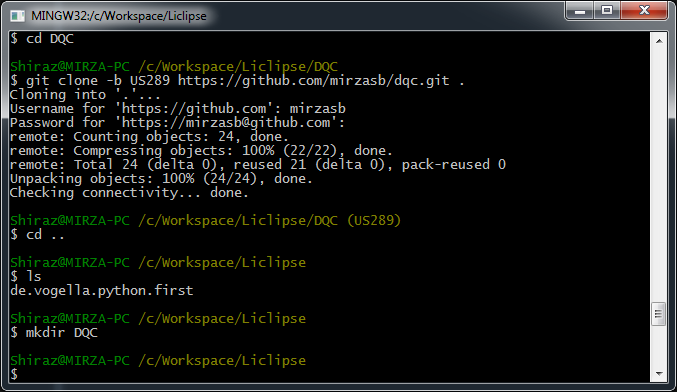 MINGW32:/c/Workspace/Liclipse
$ cd DQC
Shiraz@MIRZA-PC /c/Workspace/Liclipse/DQC
$ git clone -b US289 https://github.com/mirzasb/dqc.git .
Cloning into '.'...
Username for 'https://github.com': mirzasb
Password for 'https://mirzasb@github.com':
remote: Counting objects: 24, done.
remote: Compressing objects: 100% (22/22), done.
remote: Total 24 (delta 0), reused 21 (delta 0), pack-reused 0
Unpacking objects: 100% (24/24), done.
Checking connectivity... done.
Shiraz@MIRZA-PC /c/Workspace/Liclipse/DQC (US289)
$ cd ..
Shiraz@MIRZA-PC /c/Workspace/Liclipse
$ ls
de.vogella.python.first
Shiraz@MIRZA-PC /c/Workspace/Liclipse
$ mkdir DQC
Shiraz@MIRZA-PC /c/Workspace/Liclipse
$